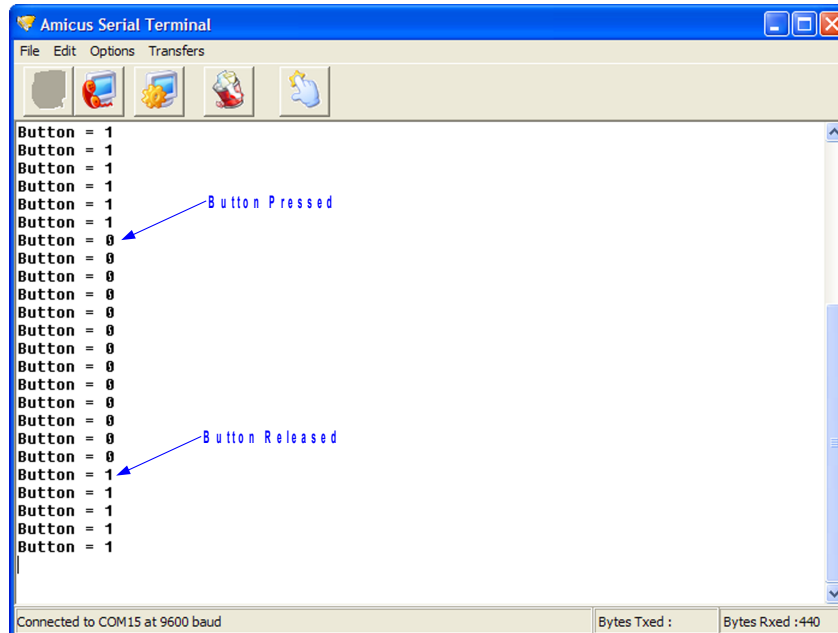 Amicus Serial Terminal
File Edit Options Transfers
Button = 1
Button = 1
Button = 1
Button = 1
Button = 1
Button Pressed
Button = 1
Button = 0
Button = 0
Button = 0
Button = 0
Button = 0
Button = 0
Button = 0
Button = 0
Button = 0
Button = 0
Button = 0
Button = 0
Button Released
Button = 0
Button = 1
Button = 1
Button = 1
Button = 1
Button = 1
Connected to COM15 at 9600 baud
Bytes Txed :
Bytes Rxed :440